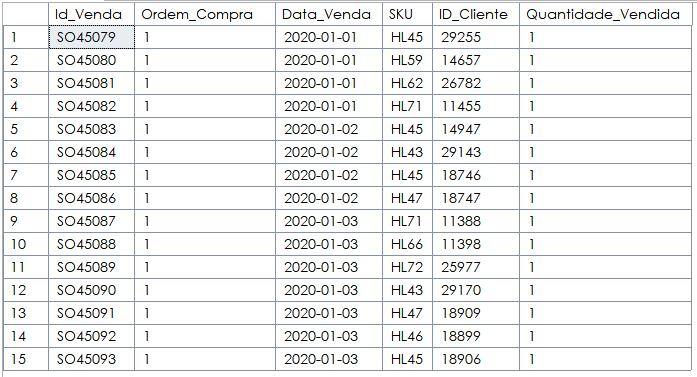 Id_Venda Ordem_Compra Data_Venda SKU ID_Cliente Quantidade_Vendida
1 SO45079 1 2020-01-01 HL45 29255 1
2 SO45080 1 2020-01-01 HL59 14657 1
3 SO45081 1 2020-01-01 HL62 26782 1
4 SO45082 1 2020-01-01 HL71 11455 1
5 SO45083 1 2020-01-02 HL45 14947 1
6 SO45084 1 2020-01-02 HL43 29143 1
7 SO45085 1 2020-01-02 HL45 18746 1
8 SO45086 1 2020-01-02 HL47 18747 1
9 SO45087 1 2020-01-03 HL71 11388 1
10 SO45088 1 2020-01-03 HL66 11398 1
11 SO45089 1 2020-01-03 HL72 25977 1
12 SO45090 1 2020-01-03 HL43 29170 1
13 SO45091 1 2020-01-03 HL47 18909 1
14 SO45092 1 2020-01-03 HL46 18899 1
15 SO45093 1 2020-01-03 HL45 18906 1